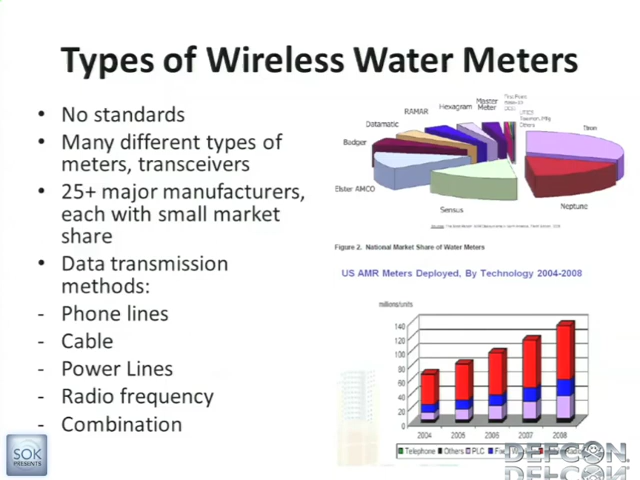 Types of Wireless Water Meters
• No standards
• Many different types of
meters, transceivers
• 25+ major manufacturers,
each with small market
share
• Data transmission
methods:
- Phone lines
- Cable
- Power Lines
- Radio frequency
- Combination
Hexagram
Master
Meter
RAMAR
Datamatic
Badger
Elster AMCO
Sensus
Neptune
Itron
Others
Figure 2. National Market Share of Water Meters
US AMR Meters Deployed, By Technology 2004-2008
millions/units
140
120
100
80
60
40
20
0
2004 2005 2006 2007 2008
Telephone Others PLC
DEFCON
SOK
PRESENTS